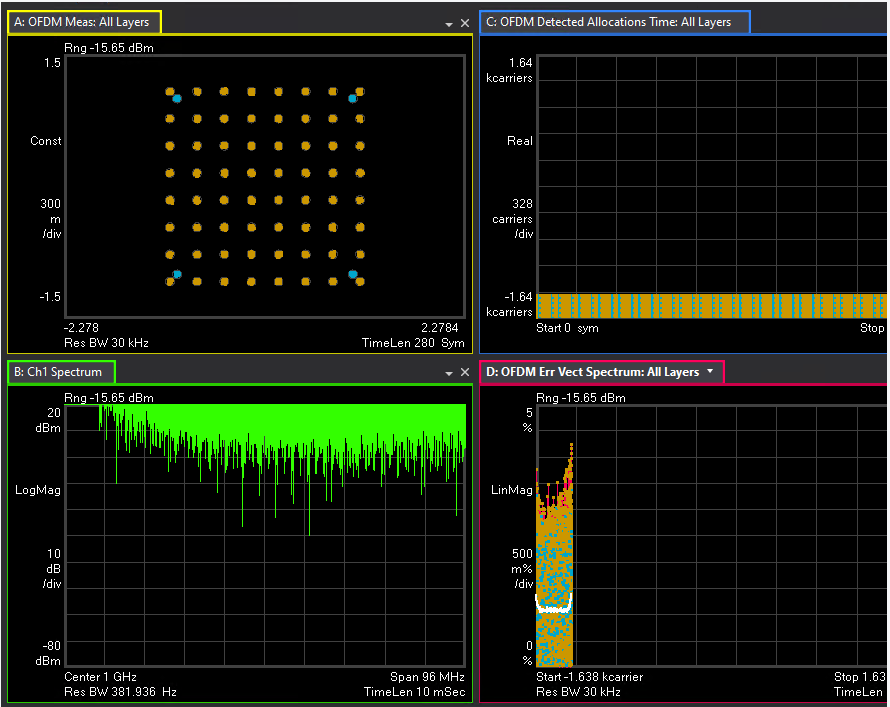 A: OFDM Meas: All Layers
Rng -15.65 dBm
1.5
Const
300
m
/div
-1.5
-2.278
2.2784
Res BW 30 kHz
TimeLen 280 Sym
C: OFDM Detected Allocations Time: All Layers
1.64
kcarriers
Real
328
carriers
/div
-1.64
kcarriers
Start 0 sym
Stop
B: Ch1 Spectrum
Rng -15.65 dBm
20
dBm
LogMag
10
dB
/div
-80
dBm
Center 1 GHz
Span 96 MHz
Res BW 381.936 Hz
TimeLen 10 mSec
D: OFDM Err Vect Spectrum: All Layers
Rng -15.65 dBm
5
%
LinMag
500
m%
/div
0
%
Start -1.638 kcarrier
Stop 1.63
Res BW 30 kHz
TimeLen